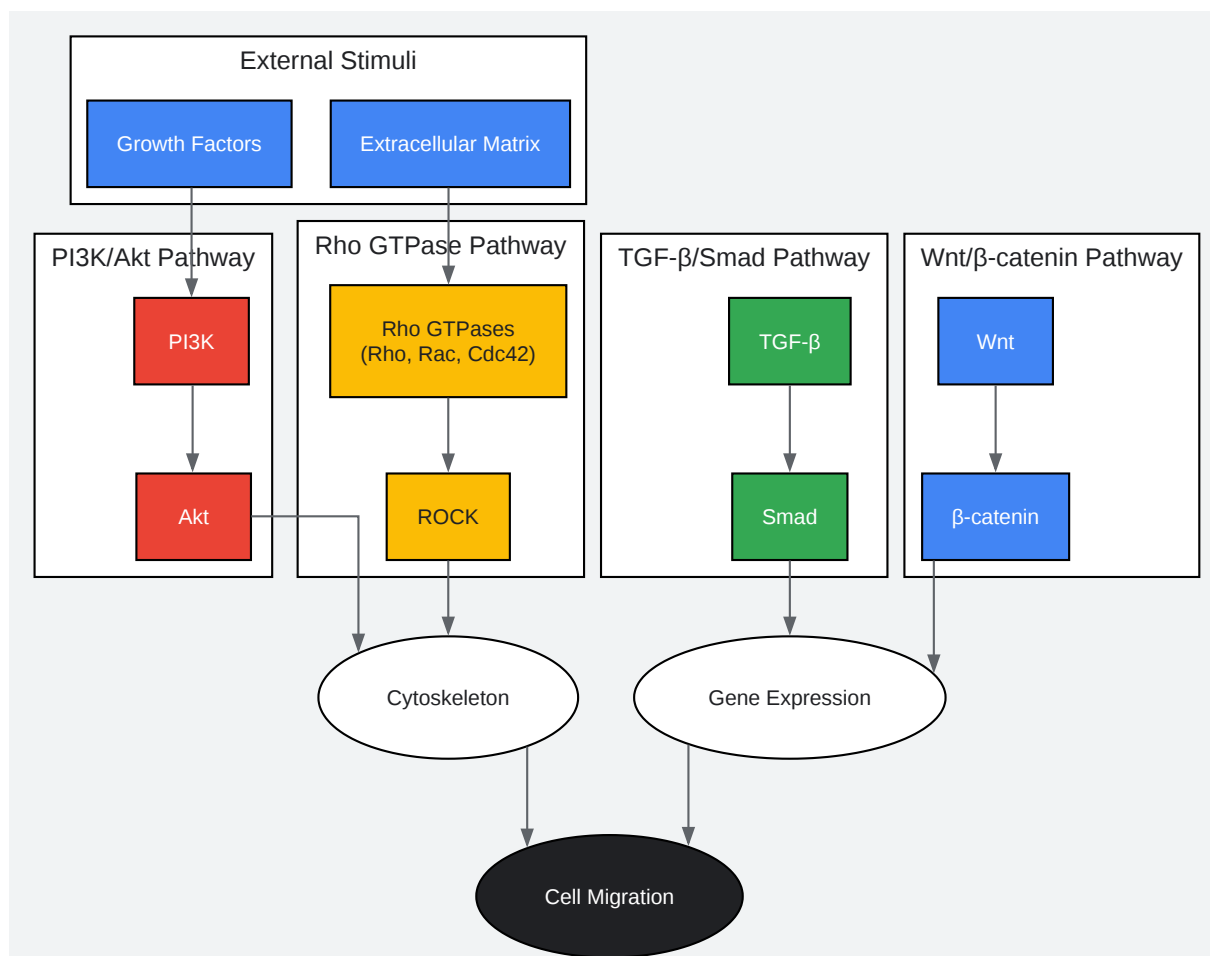 External Stimuli
Growth Factors
Extracellular Matrix
PI3K/Akt Pathway
Rho GTPase Pathway
TGF-β/Smad Pathway
Wnt/β-catenin Pathway
PI3K
Rho GTPases
(Rho, Rac, Cdc42)
TGF-β
Wnt
Akt
ROCK
Smad
β-catenin
Cytoskeleton
Gene Expression
Cell Migration